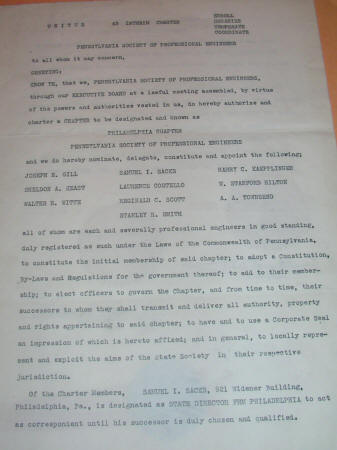 U N I T U S    AS INTERIM CHARTER    ENROLL
ORGANIZE
COOPERATE
COORDINATE
PENNSYLVANIA SOCIETY OF PROFESSIONAL ENGINEERS
to all whom it may concern,
GREETING;
KNOW YE, that we, PENNSYLVANIA SOCIETY OF PROFESSIONAL ENGINEERS,
through our EXECUTIVE BOARD at a lawful meeting assembled, by virtue
of the powers and authorities vested in us, do hereby authorize and
charter a CHAPTER to be designated and known as
PHILADELPHIA CHAPTER
PENNSYLVANIA SOCIETY OF PROFESSIONAL ENGINEERS
and we do hereby nominate, delegate, constitute and appoint the following;
JOSEPH E. GILL    SAMUEL I. SACKS    HARRY C. KAEPPLINGER
SHELDON A. LAURENCE COSTELLO    W. STANFORD HILTON
WALTER R. WITTE    REGINALD C. SCOTT    A. A. TOWNSEND
STANLEY R. SMITH
all of whom are each and severally professional engineers in good standing,
duly registered as such under the Laws of the Commonwealth of Pennsylvania,
to constitute the initial membership of said chapter; to adopt a Constitution,
By-Laws and Regulations for the government thereof; to add to their member-
ship; to elect officers to govern the Chapter, and from time to time, their
successors to whom they shall transmit and deliver all authority, property
and rights appertaining to said chapter; to have and to use a Corporate Seal
an impression of which is hereto affixed; and in general, to locally repre-
sent and exploit the aims of the State Society in their respective
jurisdiction.
Of the Charter Members, SAMUEL I. SACKS, 921 Widener Building,
Philadelphia, Pa., is designated as STATE DIRECTOR PHILADELPHIA to act
as correspondent until his successor is duly chosen and qualified.